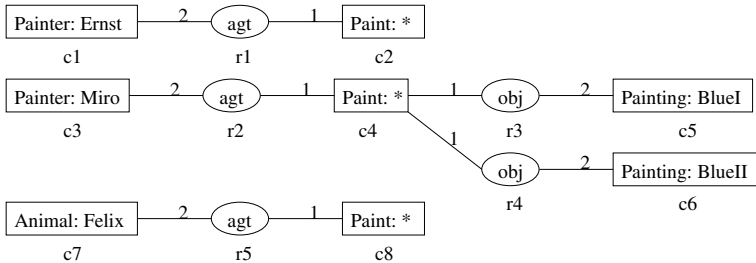 Painter: Ernst 2 agt 1 Paint: *
c1 r1 c2
Painter: Miro 2 agt 1 Paint: * 1 obj 2 Painting: BlueI
c3 r2 c4 r3 c5
1 obj 2 Painting: BlueII
r4 c6
Animal: Felix 2 agt 1 Paint: *
c7 r5 c8